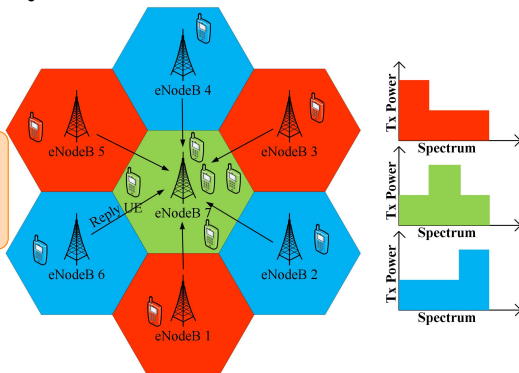 eNodeB 4
eNodeB 5
eNodeB 3
eNodeB 7
Reply UE
eNodeB 6
eNodeB 2
eNodeB 1
Tx Power
Spectrum
Tx Power
Spectrum
Tx Power
Spectrum